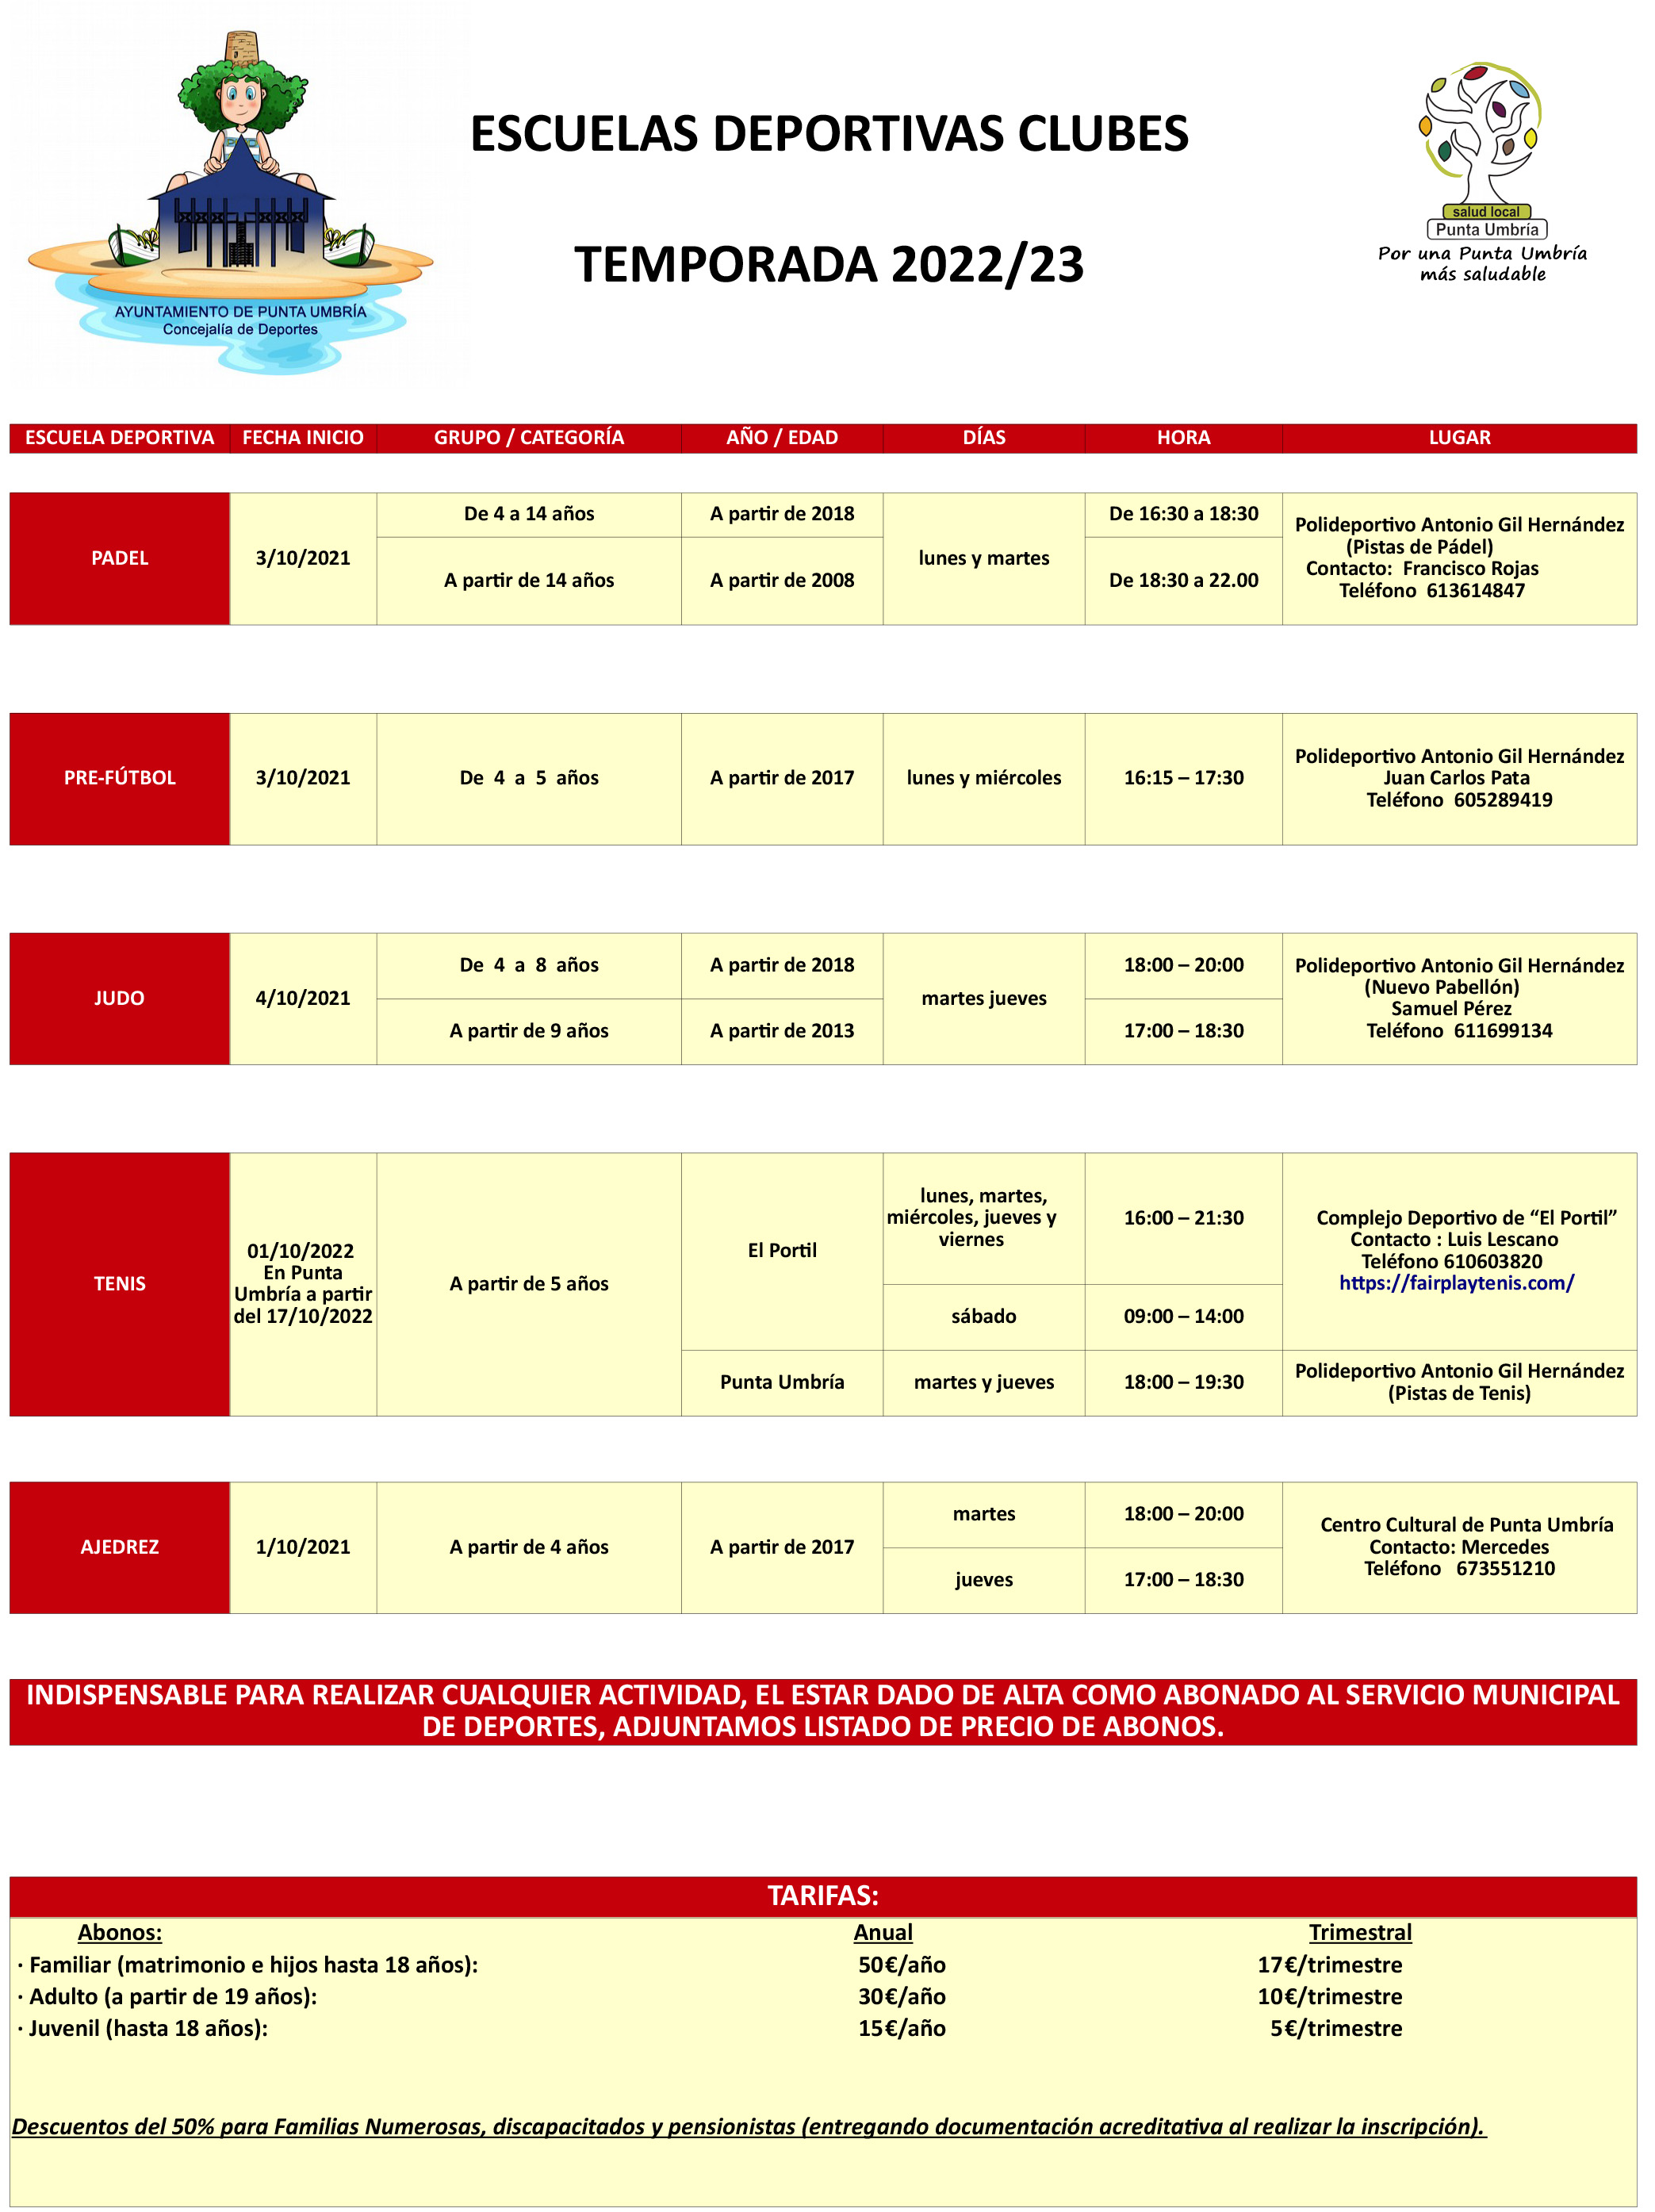 ESCUELAS DEPORTIVAS CLUBES
TEMPORADA 2022/23
AYUNTAMIENTO DE PUNTA UMBRÍA
Concejalía de Deportes
salud local
Punta Umbría
Por una Punta Umbría
más saludable
ESCUELA DEPORTIVA FECHA INICIO GRUPO / CATEGORÍA AÑO / EDAD DÍAS HORA LUGAR
PADEL
3/10/2021
De 4 a 14 años
A partir de 2018
A partir de 14 años
A partir de 2008
lunes y martes
De 16:30 a 18:30
De 18:30 a 22.00
Polideportivo Antonio Gil Hernández
(Pistas de Pádel)
Contacto: Francisco Rojas
Teléfono 613614847
PRE-FÚTBOL
3/10/2021
De 4 a 5 años
A partir de 2017
lunes y miércoles
16:15 – 17:30
Polideportivo Antonio Gil Hernández
Juan Carlos Pata
Teléfono 605289419
JUDO
4/10/2021
De 4 a 8 años
A partir de 2018
A partir de 9 años
A partir de 2013
martes jueves
18:00 – 20:00
17:00 – 18:30
Polideportivo Antonio Gil Hernández
(Nuevo Pabellón)
Samuel Pérez
Teléfono 611699134
TENIS
01/10/2022
En Punta
Umbría a partir
del 17/10/2022
A partir de 5 años
El Portil
lunes, martes,
miércoles, jueves y
viernes
16:00 – 21:30
sábado
09:00 – 14:00
Complejo Deportivo de “El Portil”
Contacto : Luis Lescano
Teléfono 610603820
https://fairplaytenis.com/
Punta Umbría
martes y jueves
18:00 – 19:30
Polideportivo Antonio Gil Hernández
(Pistas de Tenis)
AJEDREZ
1/10/2021
A partir de 4 años
A partir de 2017
martes
18:00 – 20:00
jueves
17:00 – 18:30
Centro Cultural de Punta Umbría
Contacto: Mercedes
Teléfono 673551210
INDISPENSABLE PARA REALIZAR CUALQUIER ACTIVIDAD, EL ESTAR DADO DE ALTA COMO ABONADO AL SERVICIO MUNICIPAL
DE DEPORTES, ADJUNTAMOS LISTADO DE PRECIO DE ABONOS.
TARIFAS:
Abonos: Anual Trimestral
· Familiar (matrimonio e hijos hasta 18 años): 50€/año 17€/trimestre
· Adulto (a partir de 19 años): 30€/año 10€/trimestre
· Juvenil (hasta 18 años): 15€/año 5€/trimestre
Descuentos del 50% para Familias Numerosas, discapacitados y pensionistas (entregando documentación acreditativa al realizar la inscripción).